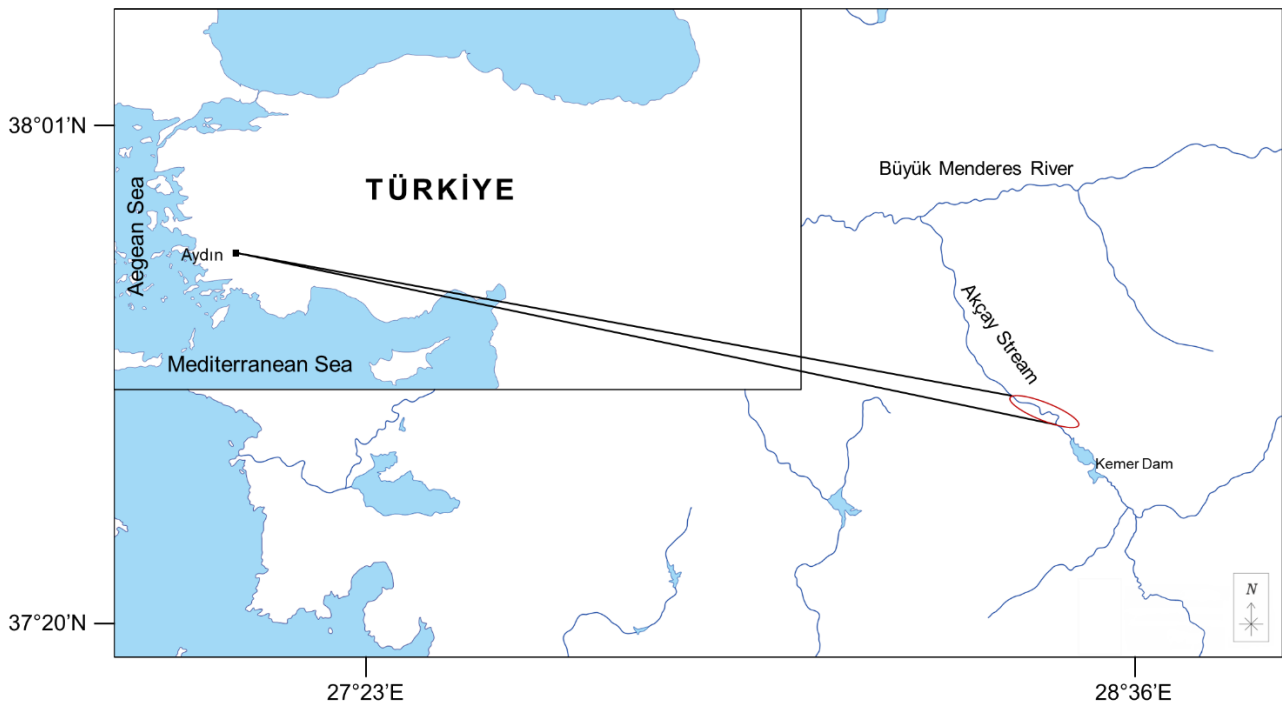 38°01'N
37°20'N
27°23'E
28°36'E
TÜRKİYE
Aegean Sea
Aydın
Mediterranean Sea
Büyük Menderes River
Akçay Stream
Kemer Dam
N